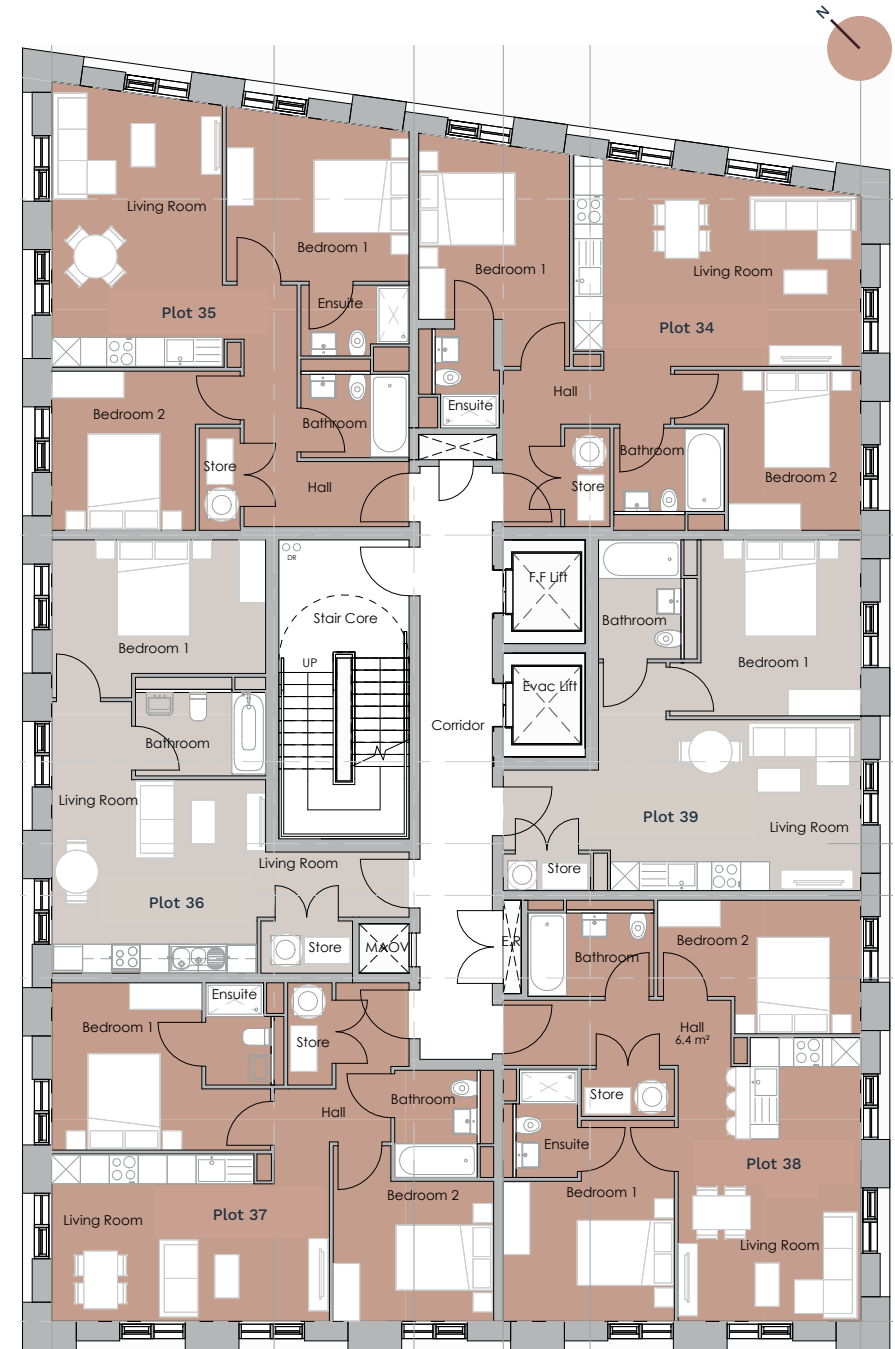 N
Living Room
Bedroom 1
Plot 35
Ensuite
Bedroom 2
Bathroom
Store
Hall
Bedroom 1
Living Room
Plot 34
Hall
Ensuite
Bathroom
Bedroom 2
Store
DR
Stair Core
UP
F.F Lift
Evac Lift
Corridor
Bedroom 1
Bathroom
Living Room
Living Room
Plot 36
Store
MAOV
Bathroom
Bedroom 1
Plot 39
Living Room
Store
E.R
Bedroom 1
Ensuite
Store
Hall
Bathroom
Bedroom 2
Living Room
Plot 37
Bathroom
Bedroom 2
Hall
6.4 m²
Store
Ensuite
Bedroom 1
Plot 38
Living Room